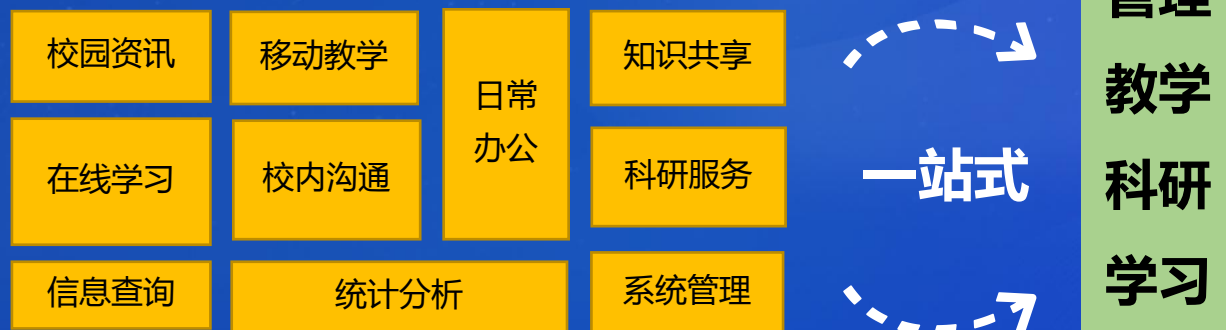 校园资讯
移动教学
日常
办公
知识共享
在线学习
校内沟通
科研服务
信息查询
统计分析
系统管理
一站式
管理
教学
科研
学习